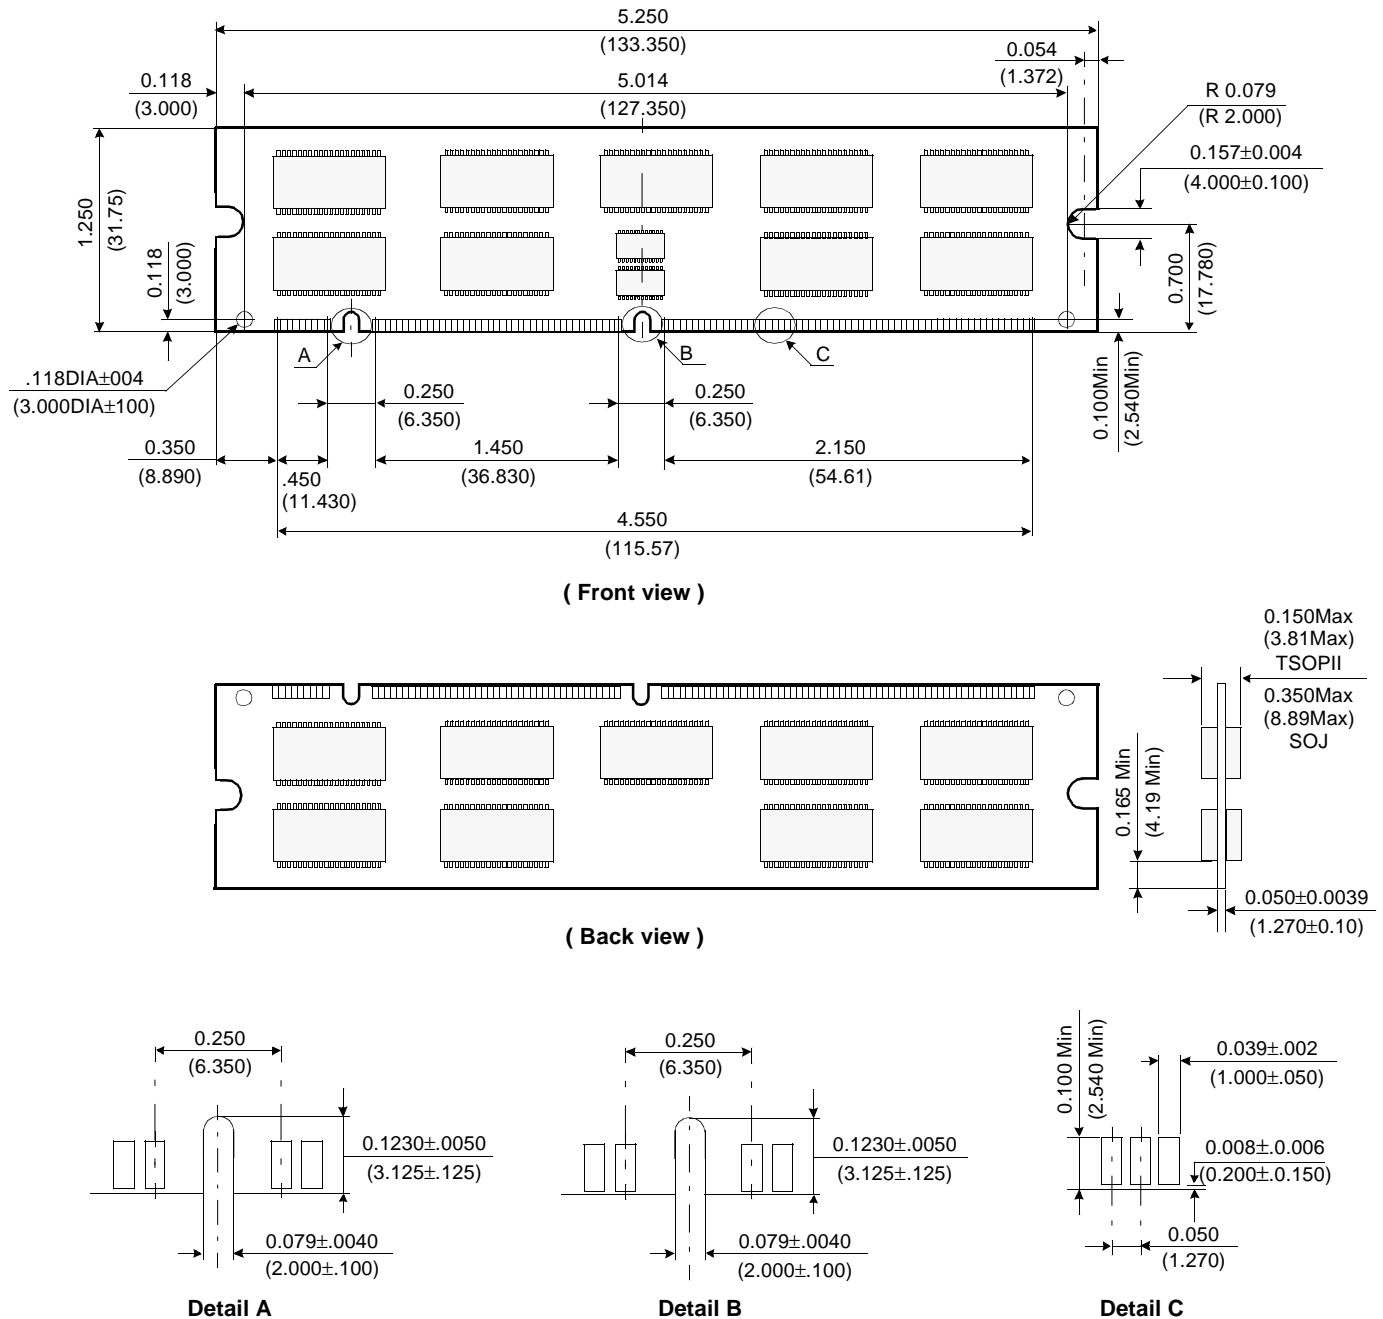 5.250
(133.350)
0.054
(1.372)
0.118
(3.000)
5.014
(127.350)
R 0.079
(R 2.000)
0.157±0.004
(4.000±0.100)
1.250
(31.75)
0.118
(3.000)
0.700
(17.780)
A
B
C
.118DIA±004
(3.000DIA±100)
0.250
(6.350)
0.250
(6.350)
0.100Min
(2.540Min)
0.350
(8.890)
.450
(11.430)
1.450
(36.830)
2.150
(54.61)
4.550
(115.57)
( Front view )
0.150Max
(3.81Max)
TSOPII
0.350Max
(8.89Max)
SOJ
0.165 Min
(4.19 Min)
0.050±0.0039
(1.270±0.10)
( Back view )
0.250
(6.350)
0.1230±.0050
(3.125±.125)
0.079±.0040
(2.000±.100)
Detail A
0.250
(6.350)
0.1230±.0050
(3.125±.125)
0.079±.0040
(2.000±.100)
Detail B
0.100 Min
(2.540 Min)
0.039±.002
(1.000±.050)
0.008±.0.006
(0.200±0.150)
0.050
(1.270)
Detail C